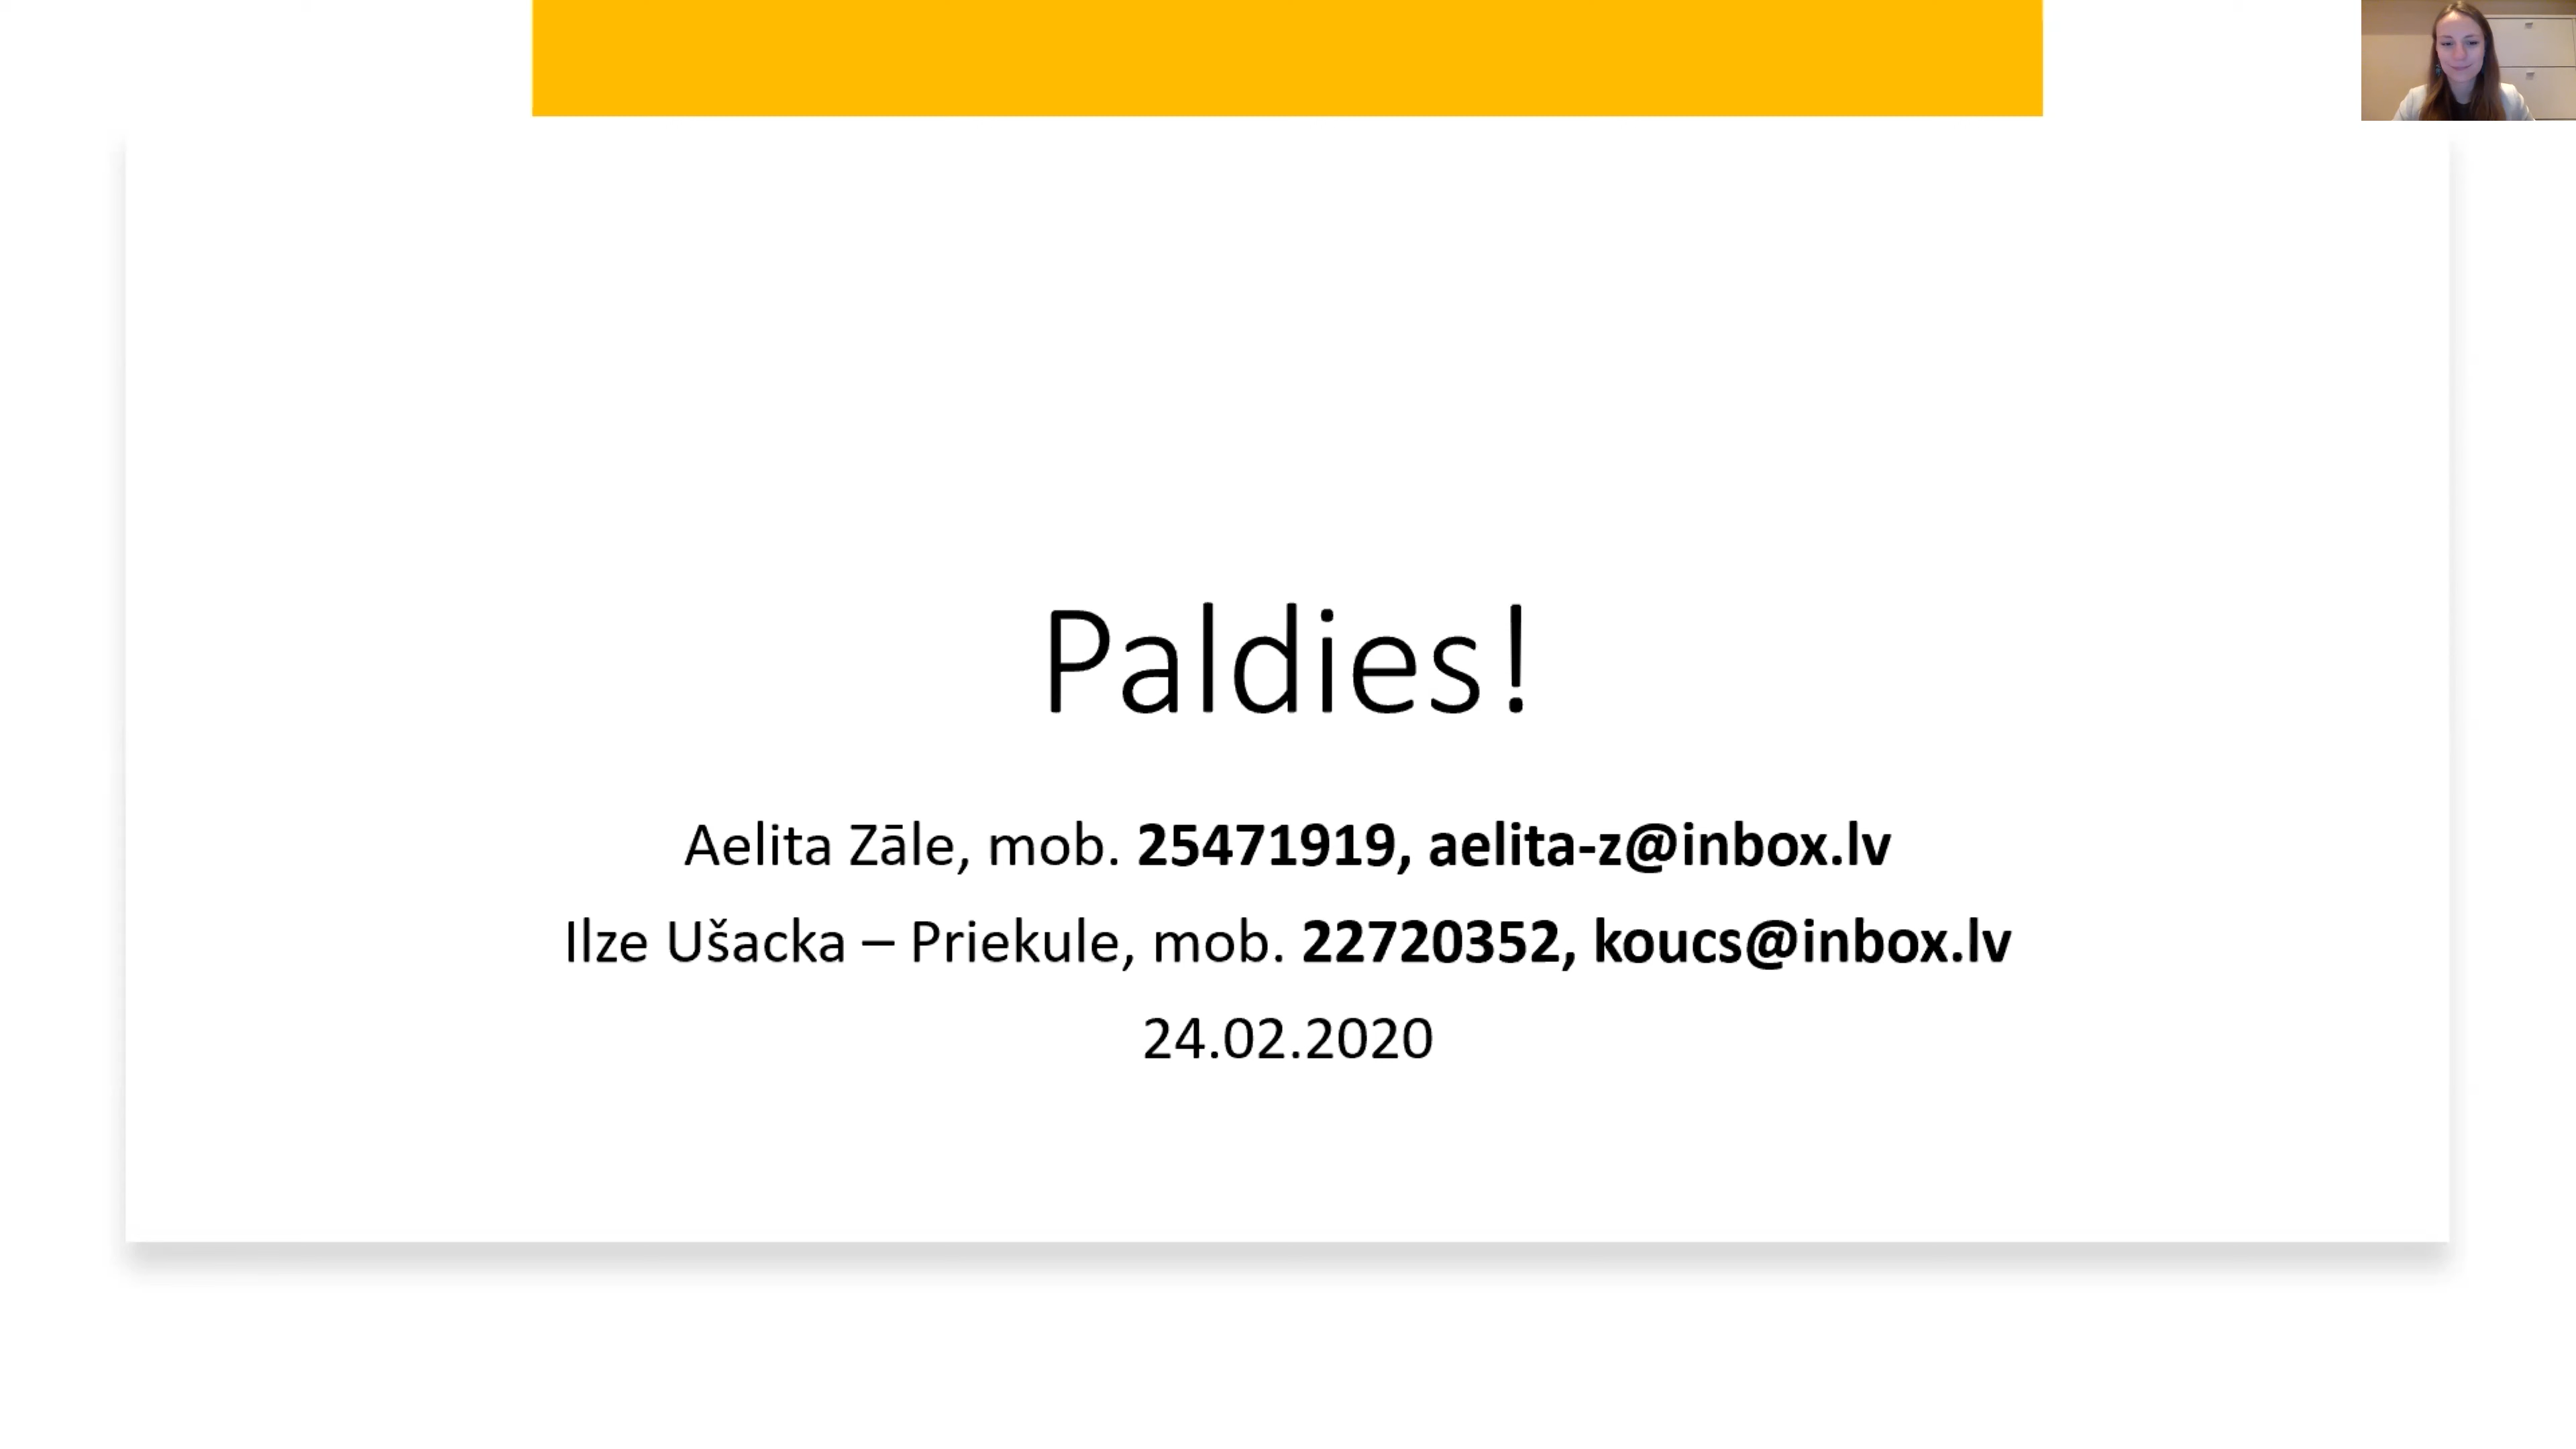 Paldies!
Aelita Zāle, mob. 25471919, aelita-z@inbox.lv
Ilze Ušacka – Priekule, mob. 22720352, koucs@inbox.lv
24.02.2020